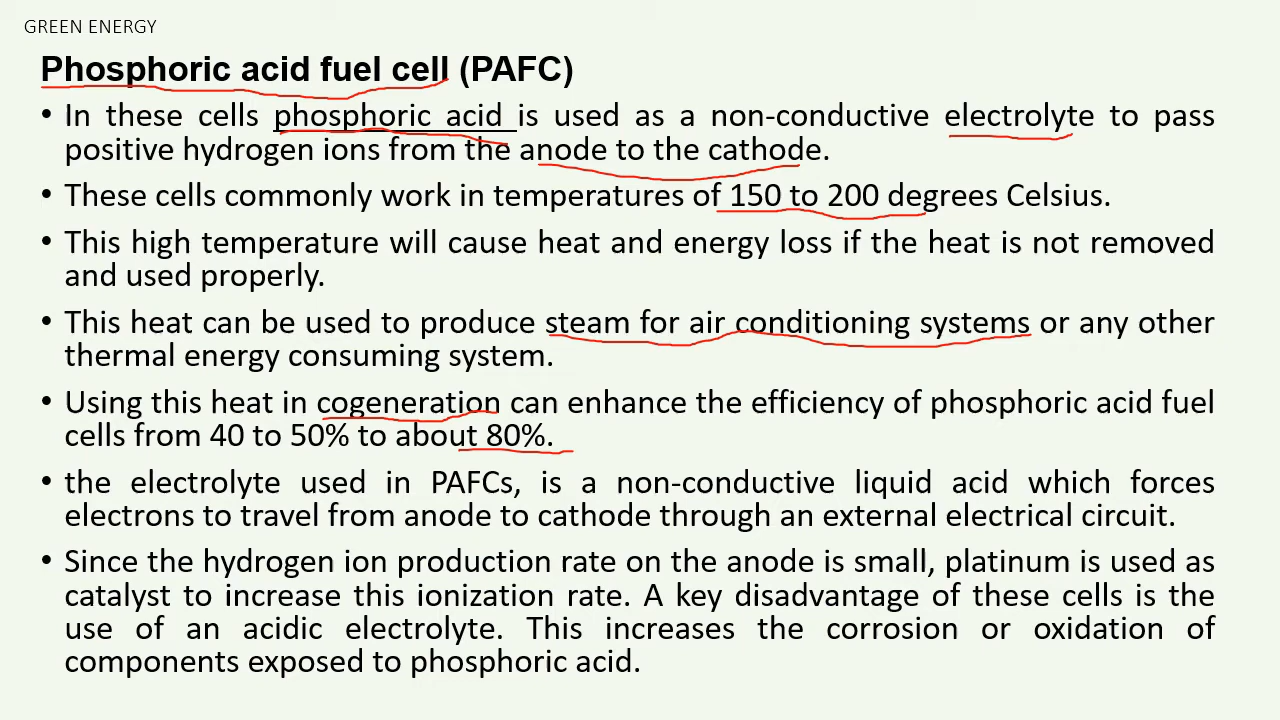 GREEN ENERGY
Phosphoric acid fuel cell (PAFC)
• In these cells phosphoric acid is used as a non-conductive electrolyte to pass
positive hydrogen ions from the anode to the cathode.
• These cells commonly work in temperatures of 150 to 200 degrees Celsius.
• This high temperature will cause heat and energy loss if the heat is not removed
and used properly.
• This heat can be used to produce steam for air conditioning systems or any other
thermal energy consuming system.
• Using this heat in cogeneration can enhance the efficiency of phosphoric acid fuel
cells from 40 to 50% to about 80%.
• the electrolyte used in PAFCs, is a non-conductive liquid acid which forces
electrons to travel from anode to cathode through an external electrical circuit.
• Since the hydrogen ion production rate on the anode is small, platinum is used as
catalyst to increase this ionization rate. A key disadvantage of these cells is the
use of an acidic electrolyte. This increases the corrosion or oxidation of
components exposed to phosphoric acid.